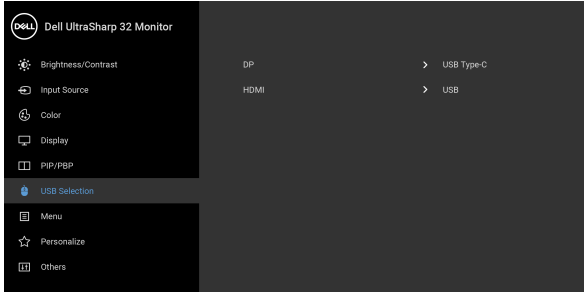 DELL Dell UltraSharp 32 Monitor
Brightness/Contrast
DP USB Type-C
Input Source
HDMI USB
Color
Display
PIP/PBP
USB Selection
Menu
Personalize
Others